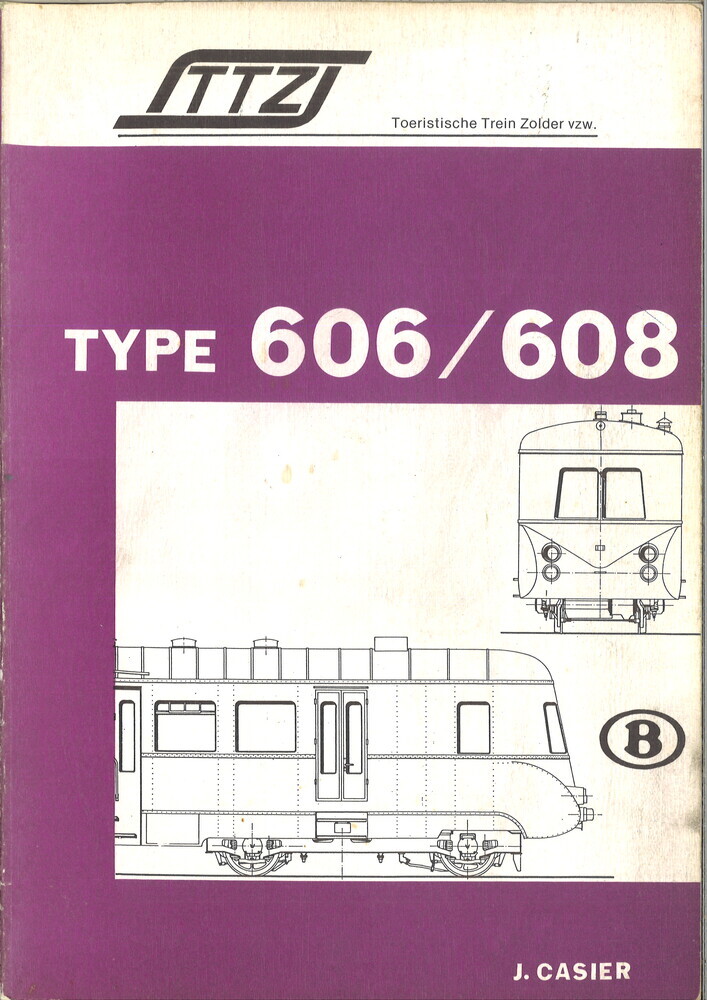 TTZ
Toeristische Trein Zolder vzw.
TYPE 606/608
B
J. CASIER